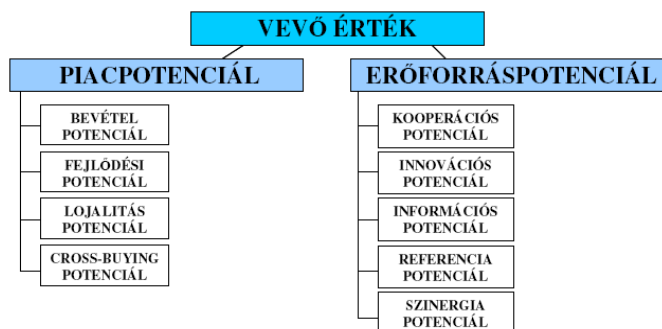 VEVŐ ÉRTÉK
PIACPOTENCIÁL
BEVÉTEL
POTENCIÁL
FEJLŐDÉSI
POTENCIÁL
LOJALITÁS
POTENCIÁL
CROSS-BUYING
POTENCIÁL
ERŐFORRÁSPOTENCIÁL
KOOPERÁCIÓS
POTENCIÁL
INNOVÁCIÓS
POTENCIÁL
INFORMÁCIÓS
POTENCIÁL
REFERENCIA
POTENCIÁL
SZINERGIA
POTENCIÁL